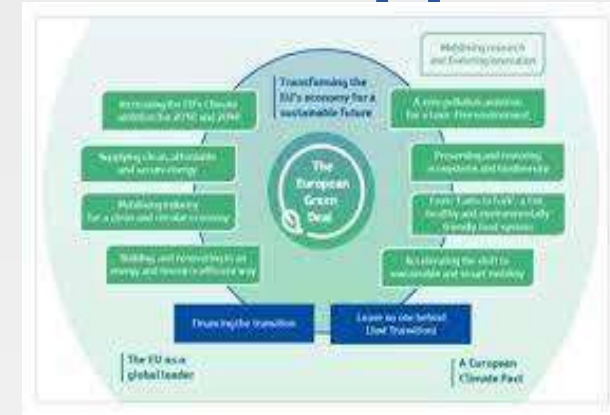 Mobilising research
and fostering innovation
Transforming the
EU's economy for a
sustainable future
Increasing the EU's Climate
ambition for 2030 and 2050
A zero pollution ambition
for a toxic-free environment
Supplying clean, affordable
and secure energy
Preserving and restoring
ecosystems and biodiversity
The
European
Green
Deal
Mobilising industry
for a clean and circular economy
From 'Farm to Fork': a fair,
healthy and environmentally
friendly food system
Building and renovating in an
energy and resource efficient way
Accelerating the shift to
sustainable and smart mobility
Financing the transition
Leave no one behind
(Just Transition)
The EU as a
global leader
A European
Climate Pact